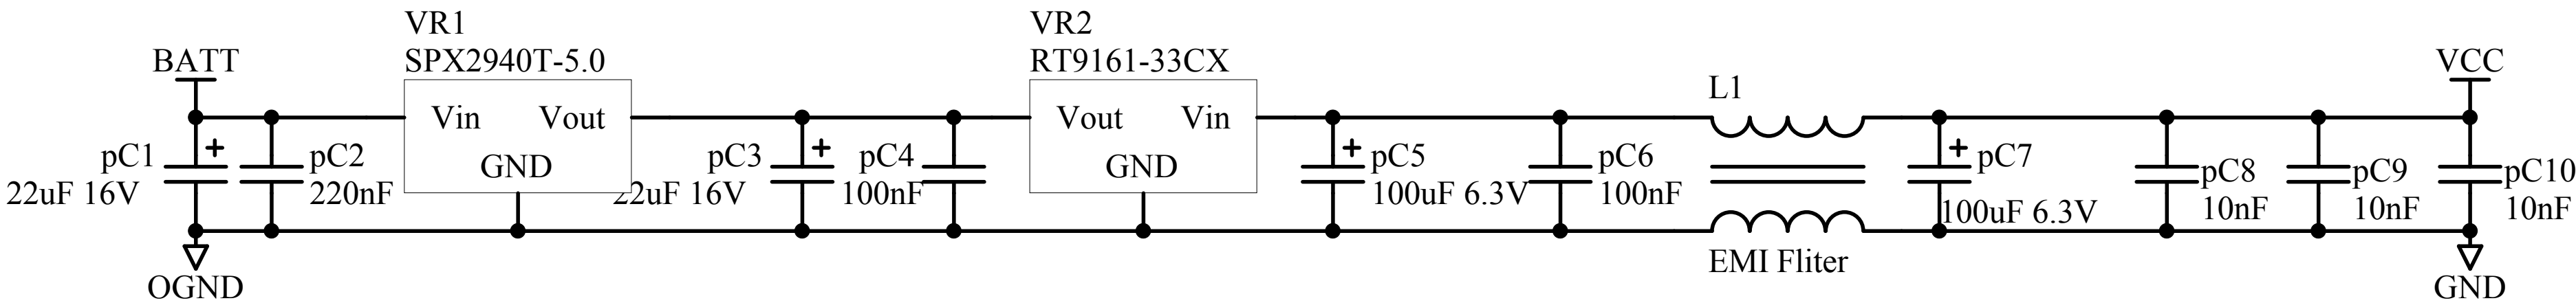 BATT
VR1
SPX2940T-5.0
Vin
Vout
GND
pC1
22uF 16V
+
pC2
220nF
OGND
pC3
22uF 16V
+
pC4
100nF
VR2
RT9161-33CX
Vout
Vin
GND
+
pC5
100uF 6.3V
pC6
100nF
L1
EMI Fliter
+
pC7
100uF 6.3V
pC8
10nF
pC9
10nF
VCC
pC10
10nF
GND